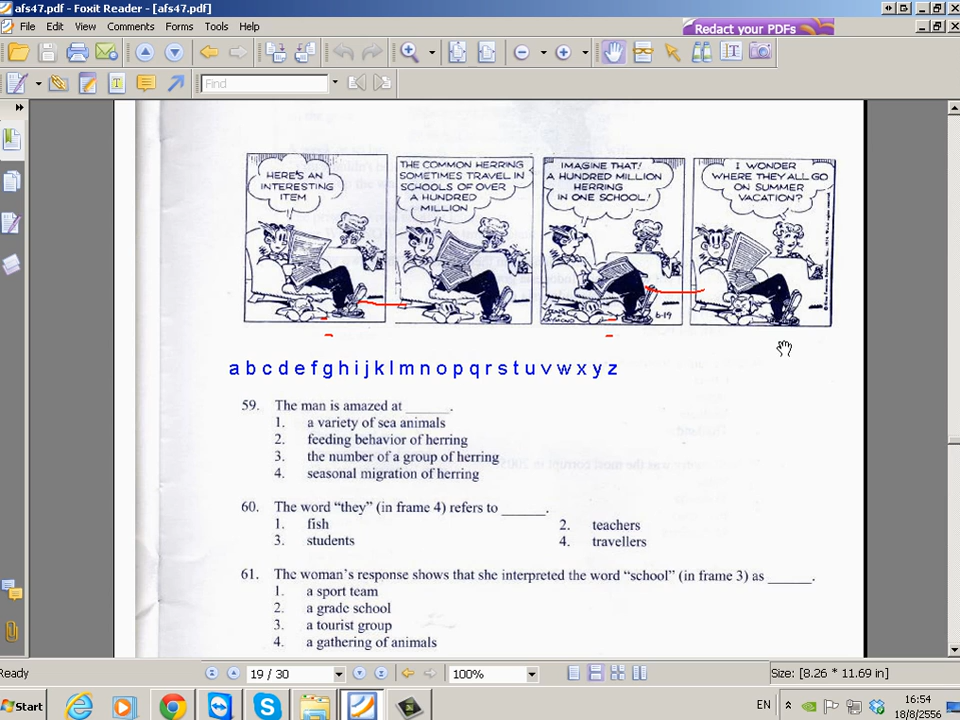 afs47.pdf - Foxit Reader - [afs47.pdf]
File Edit View Comments Forms Tools Help
Redact your PDFs
Find
HERE'S AN
INTERESTING
ITEM
THE COMMON HERRING
SOMETIMES TRAVEL IN
SCHOOLS OF OVER
A HUNDRED
MILLION
IMAGINE THAT!
A HUNDRED MILLION
HERRING
IN ONE SCHOOL!
6-19
I WONDER
WHERE THEY ALL GO
ON SUMMER
VACATION?
a b c d e f g h i j k l m n o p q r s t u v w x y z
59. The man is amazed at ______.
1. a variety of sea animals
2. feeding behavior of herring
3. the number of a group of herring
4. seasonal migration of herring
60. The word “they” (in frame 4) refers to ______.
1. fish 2. teachers
3. students 4. travellers
61. The woman’s response shows that she interpreted the word “school” (in frame 3) as ______.
1. a sport team
2. a grade school
3. a tourist group
4. a gathering of animals
Ready 19 / 30 100% Size: [8.26 * 11.69 in]
Start EN 16:54
18/8/2556